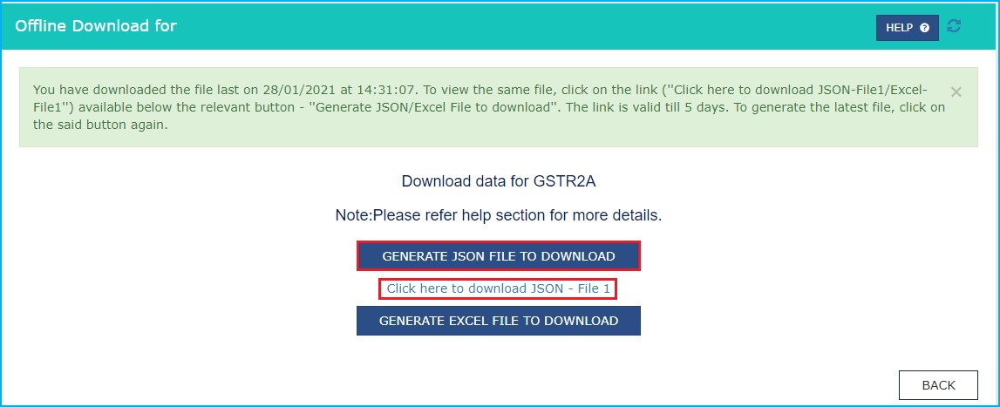 Offline Download for
HELP ?
You have downloaded the file last on 28/01/2021 at 14:31:07. To view the same file, click on the link ("Click here to download JSON-File1/Excel-
File1") available below the relevant button - "Generate JSON/Excel File to download". The link is valid till 5 days. To generate the latest file, click on
the said button again.
×
Download data for GSTR2A
Note:Please refer help section for more details.
GENERATE JSON FILE TO DOWNLOAD
Click here to download JSON - File 1
GENERATE EXCEL FILE TO DOWNLOAD
BACK